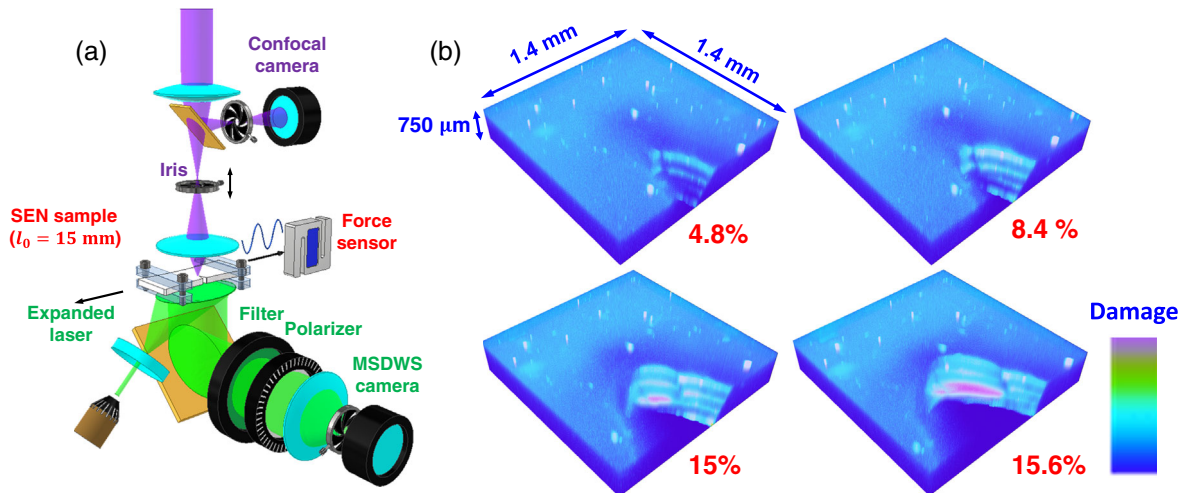 (a)
Confocal
camera
Iris
SEN sample
(l₀ = 15 mm)
Force
sensor
Expanded
laser
Filter
Polarizer
MSDWS
camera
(b)
1.4 mm
1.4 mm
750 μm
4.8%
8.4 %
15%
15.6%
Damage